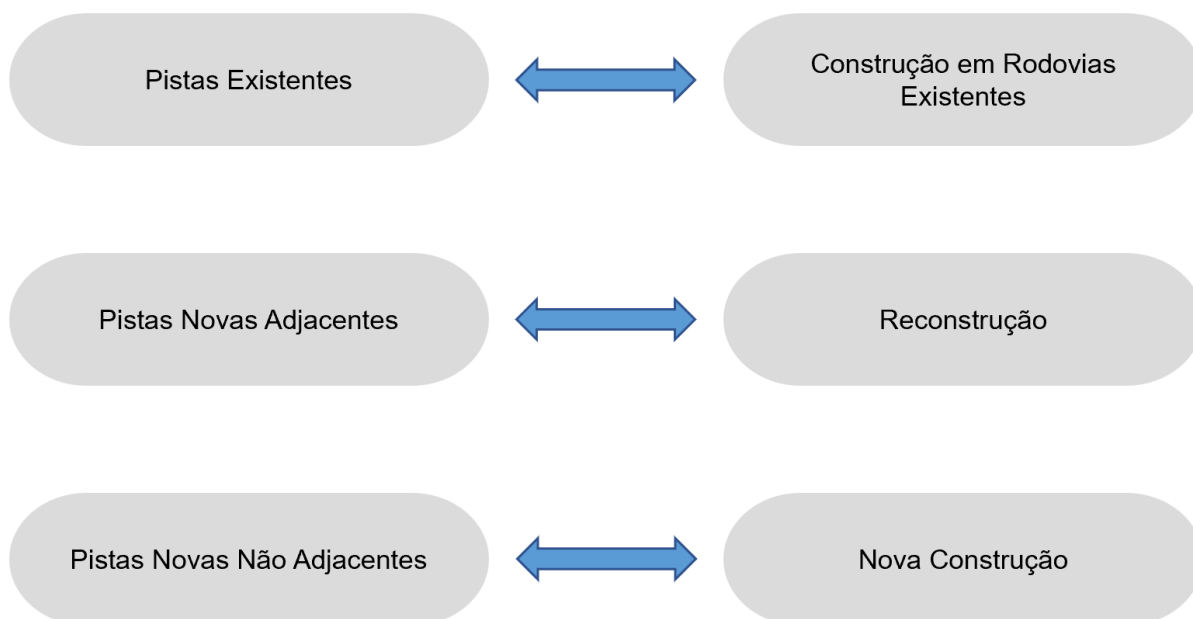 Pistas Existentes
Construção em Rodovias
Existentes
Pistas Novas Adjacentes
Reconstrução
Pistas Novas Não Adjacentes
Nova Construção